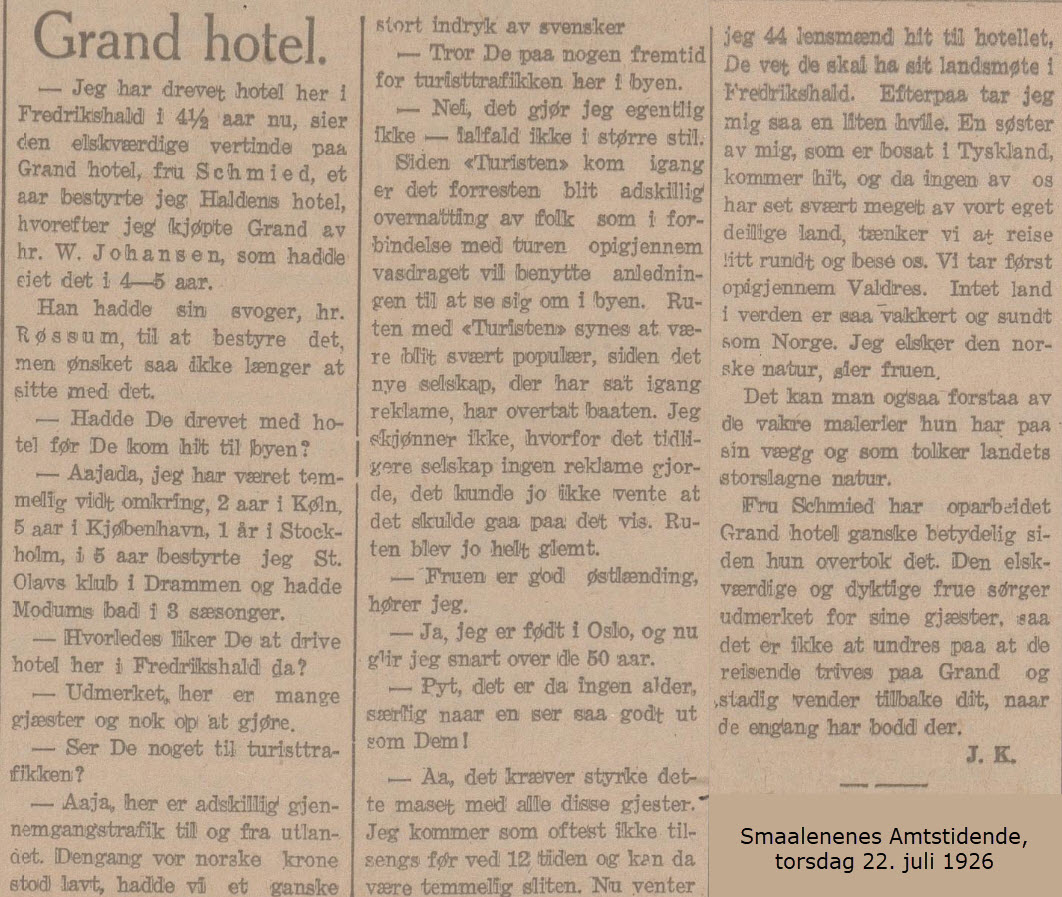 Grand hotel.
— Jeg har drevet hotel her i
Fredrikshald i 4½ aar nu, sier
den elskværdige vertinde paa
Grand hotel, fru Schmied, et
aar bestyrte jeg Haldens hotel,
hvorefter jeg kjøpte Grand av
hr. W. Johansen, som hadde
eiet det i 4—5 aar.
Han hadde sin svoger, hr.
Røssum, til at bestyre det,
men ønsket saa ikke længer at
sitte med det.
— Hadde De drevet med ho-
tel før De kom hit til byen?
— Aajada, jeg har været tem-
melig vidt omkring, 2 aar i Køln,
5 aar i Kjøbenhavn, 1 år i Stock-
holm, i 5 aar bestyrte jeg St.
Olavs klub i Drammen og hadde
Modums bad i 3 sæsonger.
— Hvorledes liker De at drive
hotel her i Fredrikshald da?
— Udmerket, her er mange
gjæster og nok op at gjøre.
— Ser De noget til turisttra-
fikken?
— Aaja, her er adskillig gjen-
nemgangstrafik til og fra utlan-
det. Dengang vor norske krone
stod lavt, hadde vi et ganske
stort indryk av svensker
— Tror De paa nogen fremtid
for turisttrafikken her i byen.
— Nei, det gjør jeg egentlig
ikke — ialfald ikke i større stil.
Siden «Turisten» kom igang
er det forresten blit adskillig
overnatting av folk som i for-
bindelse med turen opigjennem
vasdraget vil benytte anlednin-
gen til at se sig om i byen. Ru-
ten med «Turisten» synes at væ-
re blit svært populær, siden det
nye selskap, der har sat igang
reklame, har overtat baaten. Jeg
skjønner ikke, hvorfor det tidli-
gere selskap ingen reklame gjor-
de, det kunde jo ikke vente at
det skulde gaa paa det vis. Ru-
ten blev jo helt glemt.
— Fruen er god østlænding,
hører jeg.
— Ja, jeg er født i Oslo, og nu
glir jeg snart over de 50 aar.
— Pyt, det er da ingen alder,
særlig naar en ser saa godt ut
som Dem!
— Aa, det kræver styrke det-
te maset med alle disse gjester.
Jeg kommer som oftest ikke til-
sengs før ved 12 tiden og kan da
være temmelig sliten. Nu venter
jeg 44 lensmænd hit til hotellet,
De vet de skal ha sit landsmøte i
Fredrikshald. Efterpaa tar jeg
mig saa en liten hvile. En søster
av mig, som er bosat i Tyskland,
kommer hit, og da ingen av os
har set svært meget av vort eget
deilige land, tænker vi at reise
litt rundt og bese os. Vi tar først
opigjennem Valdres. Intet land
i verden er saa vakkert og sundt
som Norge. Jeg elsker den nor-
ske natur, sier fruen.
Det kan man ogsaa forstaa av
de vakre malerier hun har paa
sin vægg og som tolker landets
storslagne natur.
Fru Schmied har oparbeidet
Grand hotel ganske betydelig si-
den hun overtok det. Den elsk-
værdige og dyktige frue sørger
udmerket for sine gjæster, saa
det er ikke at undres paa at de
reisende trives paa Grand og
stadig vender tilbake dit, naar
de engang har bodd der.
J. K.
Smaalenenes Amtstidende,
torsdag 22. juli 1926